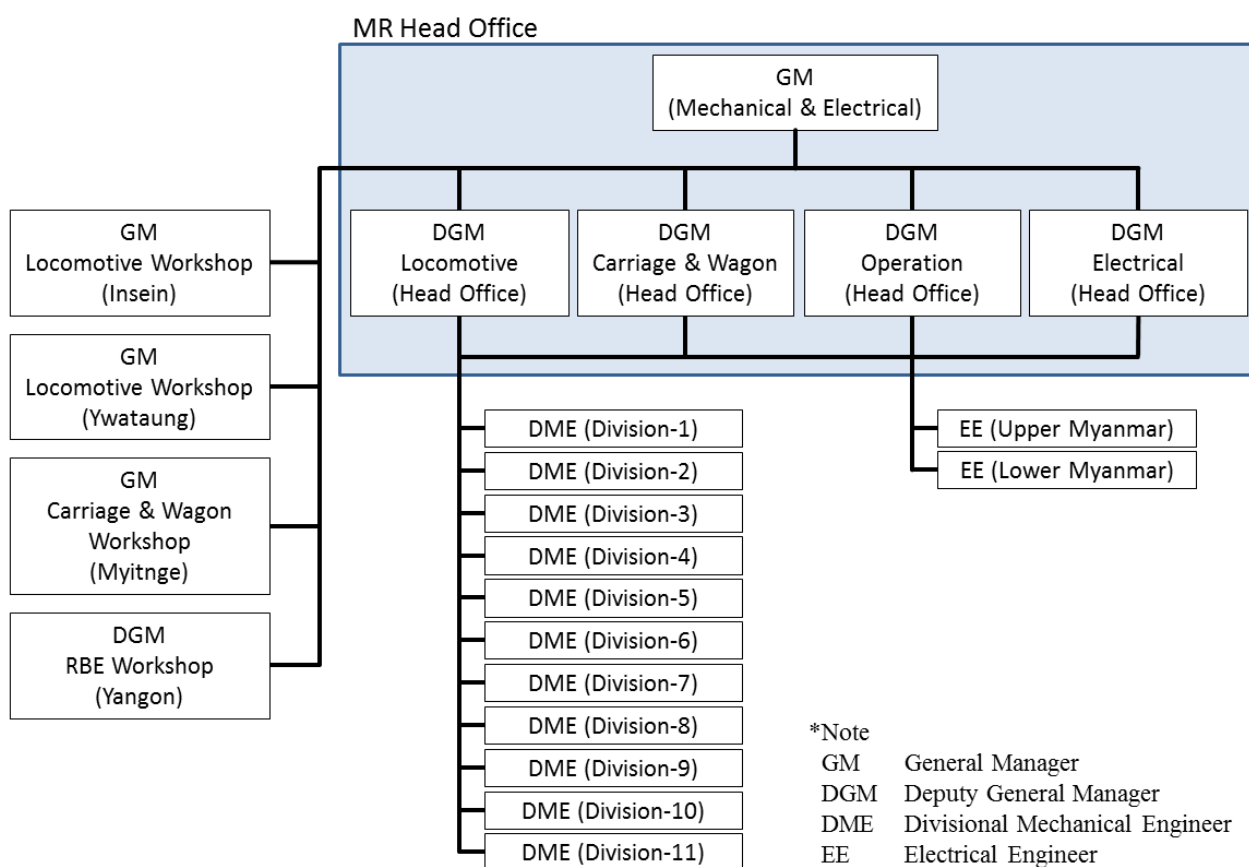 MR Head Office
GM
(Mechanical & Electrical)
DGM
Locomotive
(Head Office)
DGM
Carriage & Wagon
(Head Office)
DGM
Operation
(Head Office)
DGM
Electrical
(Head Office)
GM
Locomotive Workshop
(Insein)
GM
Locomotive Workshop
(Ywataung)
GM
Carriage & Wagon
Workshop
(Myitnge)
DGM
RBE Workshop
(Yangon)
DME (Division-1)
DME (Division-2)
DME (Division-3)
DME (Division-4)
DME (Division-5)
DME (Division-6)
DME (Division-7)
DME (Division-8)
DME (Division-9)
DME (Division-10)
DME (Division-11)
EE (Upper Myanmar)
EE (Lower Myanmar)
*Note
GM General Manager
DGM Deputy General Manager
DME Divisional Mechanical Engineer
EE Electrical Engineer